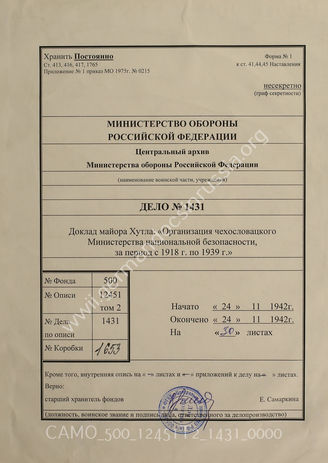 Хранить Постоянно
Ст. 413, 416, 417, 1765
Приложение № 1 приказ МО 1975г. № 0215
Форма № 1
к ст. 41,44,45 Наставления
несекретно
(гриф секретности)
МИНИСТЕРСТВО ОБОРОНЫ
РОССИЙСКОЙ ФЕДЕРАЦИИ
Центральный архив
Министерства обороны Российской Федерации
(наименование воинской части, учреждения)
ДЕЛО № 1431
Доклад майора Хутла. «Организация чехословацкого
Министерства национальной безопасности,
за период с 1918 г. по 1939 г.»
№ Фонда 500
№ Описи 12451
том 2
№ Дел. 1431
по описи
№ Коробки 1653
Начато « 24 » 11 1942г.
Окончено « 24 » 11 1942г.
На « 30 » листах
Кроме того, внутренняя опись на « - » листах и « - » приложений к делу на « » листах.
Верно:
старший хранитель фондов Е. Самаркина
(должность, воинское звание и подпись лица, ответственного за делопроизводство)
CAMO_500_12451T2_1431_0000